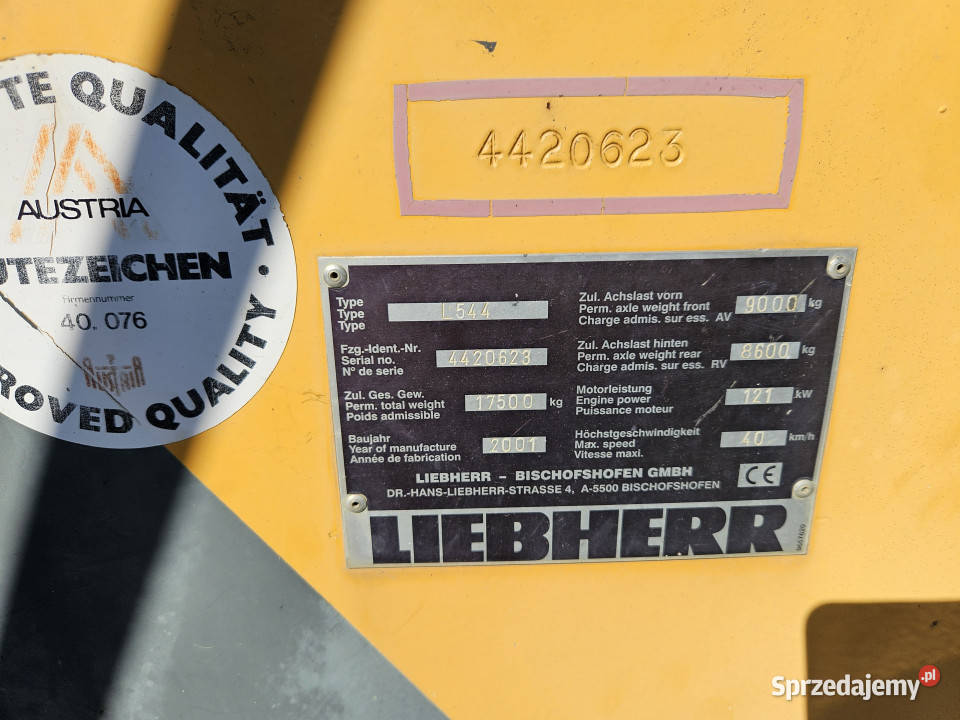 TE QUALITÄT
AUSTRIA
UTEZEICHEN
Firmennummer
40. 076
AUSTRIA
ROVED QUALITY
4420623
Type
Type
Type
L544
Fzg.-Ident.-Nr.
Serial no.
N° de serie
4420623
Zul. Ges. Gew.
Perm. total weight
Poids admissible
17500 kg
Baujahr
Year of manufacture
Année de fabrication
2001
Zul. Achslast vorn
Perm. axle weight front
Charge admis. sur ess. AV
9000 kg
Zul. Achslast hinten
Perm. axle weight rear
Charge admis. sur ess. RV
8600 kg
Motorleistung
Engine power
Puissance moteur
121 kW
Höchstgeschwindigkeit
Max. speed
Vitesse maxi.
40 km/h
LIEBHERR - BISCHOFSHOFEN GMBH
DR.-HANS-LIEBHERR-STRASSE 4, A-5500 BISCHOFSHOFEN
CE
LIEBHERR
Sprzedajemy.pl